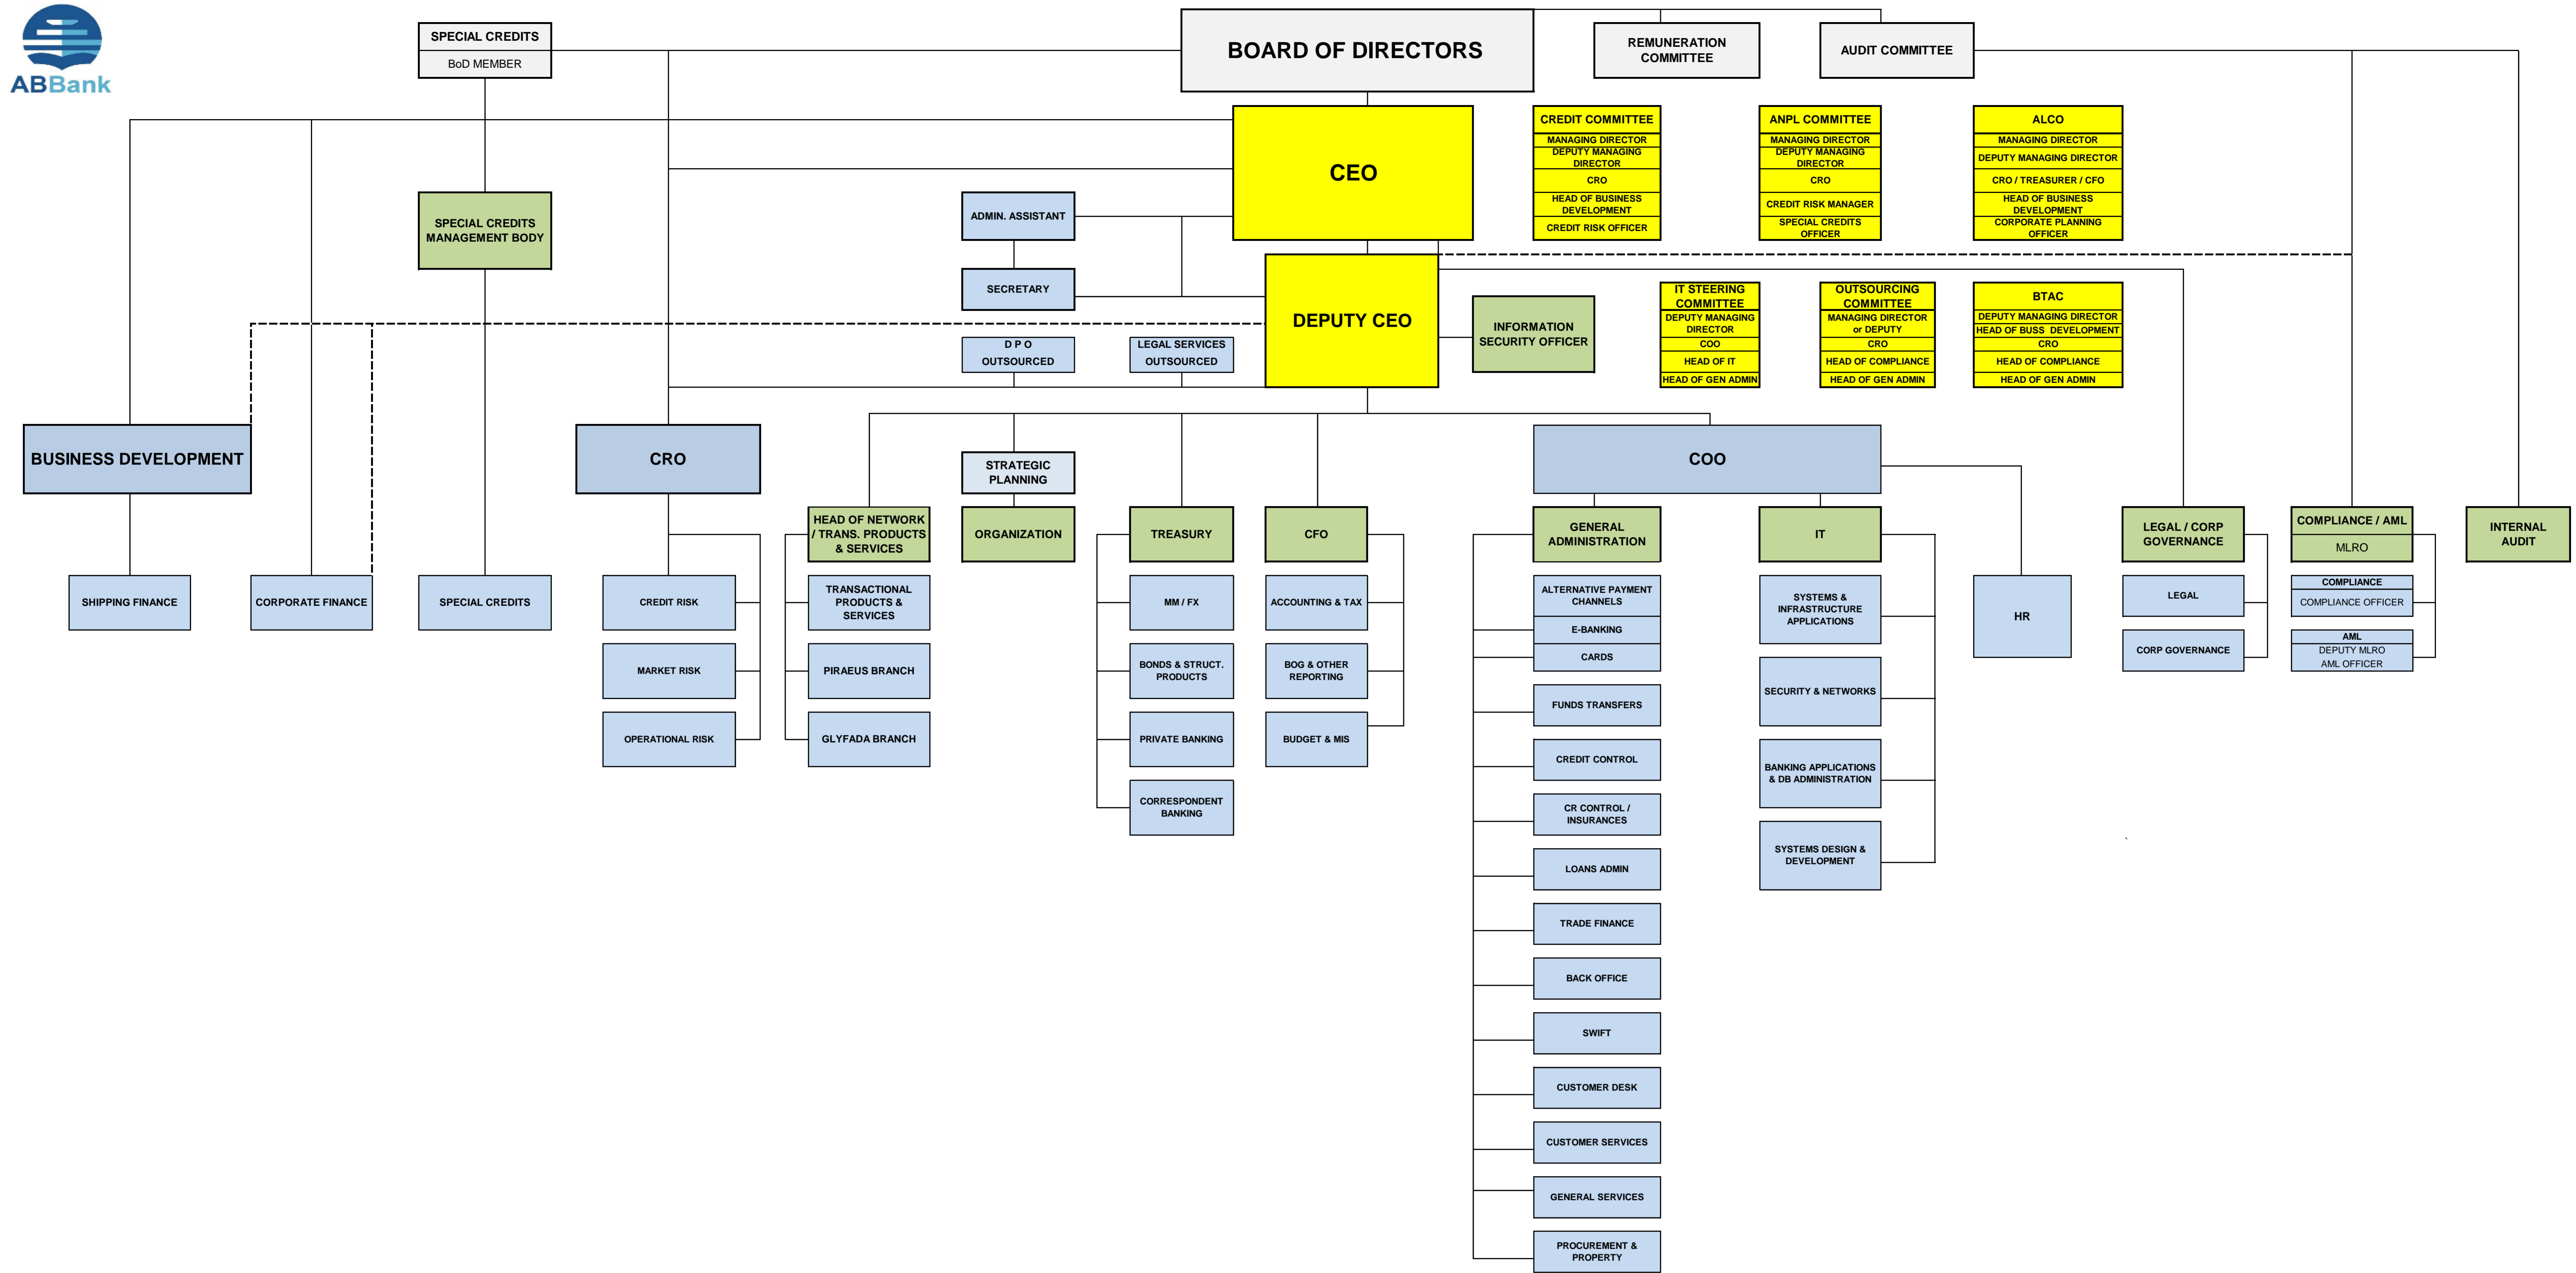 ABBank
SPECIAL CREDITS
BoD MEMBER
BOARD OF DIRECTORS
REMUNERATION
COMMITTEE
AUDIT COMMITTEE
CEO
CREDIT COMMITTEE
MANAGING DIRECTOR
DEPUTY MANAGING
DIRECTOR
CRO
HEAD OF BUSINESS
DEVELOPMENT
CREDIT RISK OFFICER
ANPL COMMITTEE
MANAGING DIRECTOR
DEPUTY MANAGING
DIRECTOR
CRO
CREDIT RISK MANAGER
SPECIAL CREDITS
OFFICER
ALCO
MANAGING DIRECTOR
DEPUTY MANAGING DIRECTOR
CRO / TREASURER / CFO
HEAD OF BUSINESS
DEVELOPMENT
CORPORATE PLANNING
OFFICER
SPECIAL CREDITS
MANAGEMENT BODY
ADMIN. ASSISTANT
SECRETARY
DEPUTY CEO
INFORMATION
SECURITY OFFICER
D P O
OUTSOURCED
LEGAL SERVICES
OUTSOURCED
IT STEERING
COMMITTEE
DEPUTY MANAGING
DIRECTOR
COO
HEAD OF IT
HEAD OF GEN ADMIN
OUTSOURCING
COMMITTEE
MANAGING DIRECTOR
or DEPUTY
CRO
HEAD OF COMPLIANCE
HEAD OF GEN ADMIN
BTAC
DEPUTY MANAGING DIRECTOR
HEAD OF BUSS DEVELOPMENT
CRO
HEAD OF COMPLIANCE
HEAD OF GEN ADMIN
BUSINESS DEVELOPMENT
CRO
STRATEGIC
PLANNING
COO
HEAD OF NETWORK
/ TRANS. PRODUCTS
& SERVICES
ORGANIZATION
TREASURY
CFO
GENERAL
ADMINISTRATION
IT
LEGAL / CORP
GOVERNANCE
COMPLIANCE / AML
MLRO
INTERNAL
AUDIT
SHIPPING FINANCE
CORPORATE FINANCE
SPECIAL CREDITS
CREDIT RISK
MARKET RISK
OPERATIONAL RISK
TRANSACTIONAL
PRODUCTS &
SERVICES
PIRAEUS BRANCH
GLYFADA BRANCH
MM / FX
BONDS & STRUCT.
PRODUCTS
PRIVATE BANKING
CORRESPONDENT
BANKING
ACCOUNTING & TAX
BOG & OTHER
REPORTING
BUDGET & MIS
ALTERNATIVE PAYMENT
CHANNELS
E-BANKING
CARDS
FUNDS TRANSFERS
CREDIT CONTROL
CR CONTROL /
INSURANCES
LOANS ADMIN
TRADE FINANCE
BACK OFFICE
SWIFT
CUSTOMER DESK
CUSTOMER SERVICES
GENERAL SERVICES
PROCUREMENT &
PROPERTY
SYSTEMS &
INFRASTRUCTURE
APPLICATIONS
SECURITY & NETWORKS
BANKING APPLICATIONS
& DB ADMINISTRATION
SYSTEMS DESIGN &
DEVELOPMENT
HR
LEGAL
CORP GOVERNANCE
COMPLIANCE
COMPLIANCE OFFICER
AML
DEPUTY MLRO
AML OFFICER
`